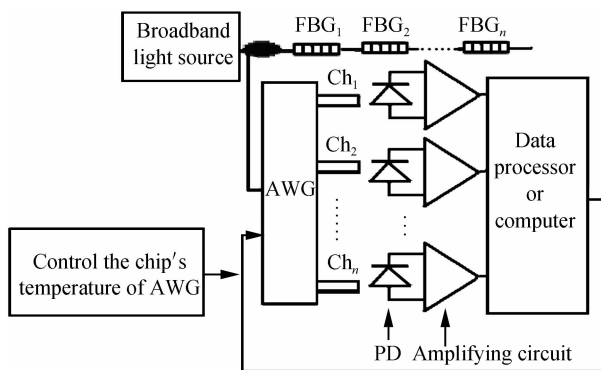 Broadband
light source
FBG1
FBG2
FBGn
Ch1
Ch2
Chn
AWG
Data
processor
or
computer
Control the chip's
temperature of AWG
PD
Amplifying circuit